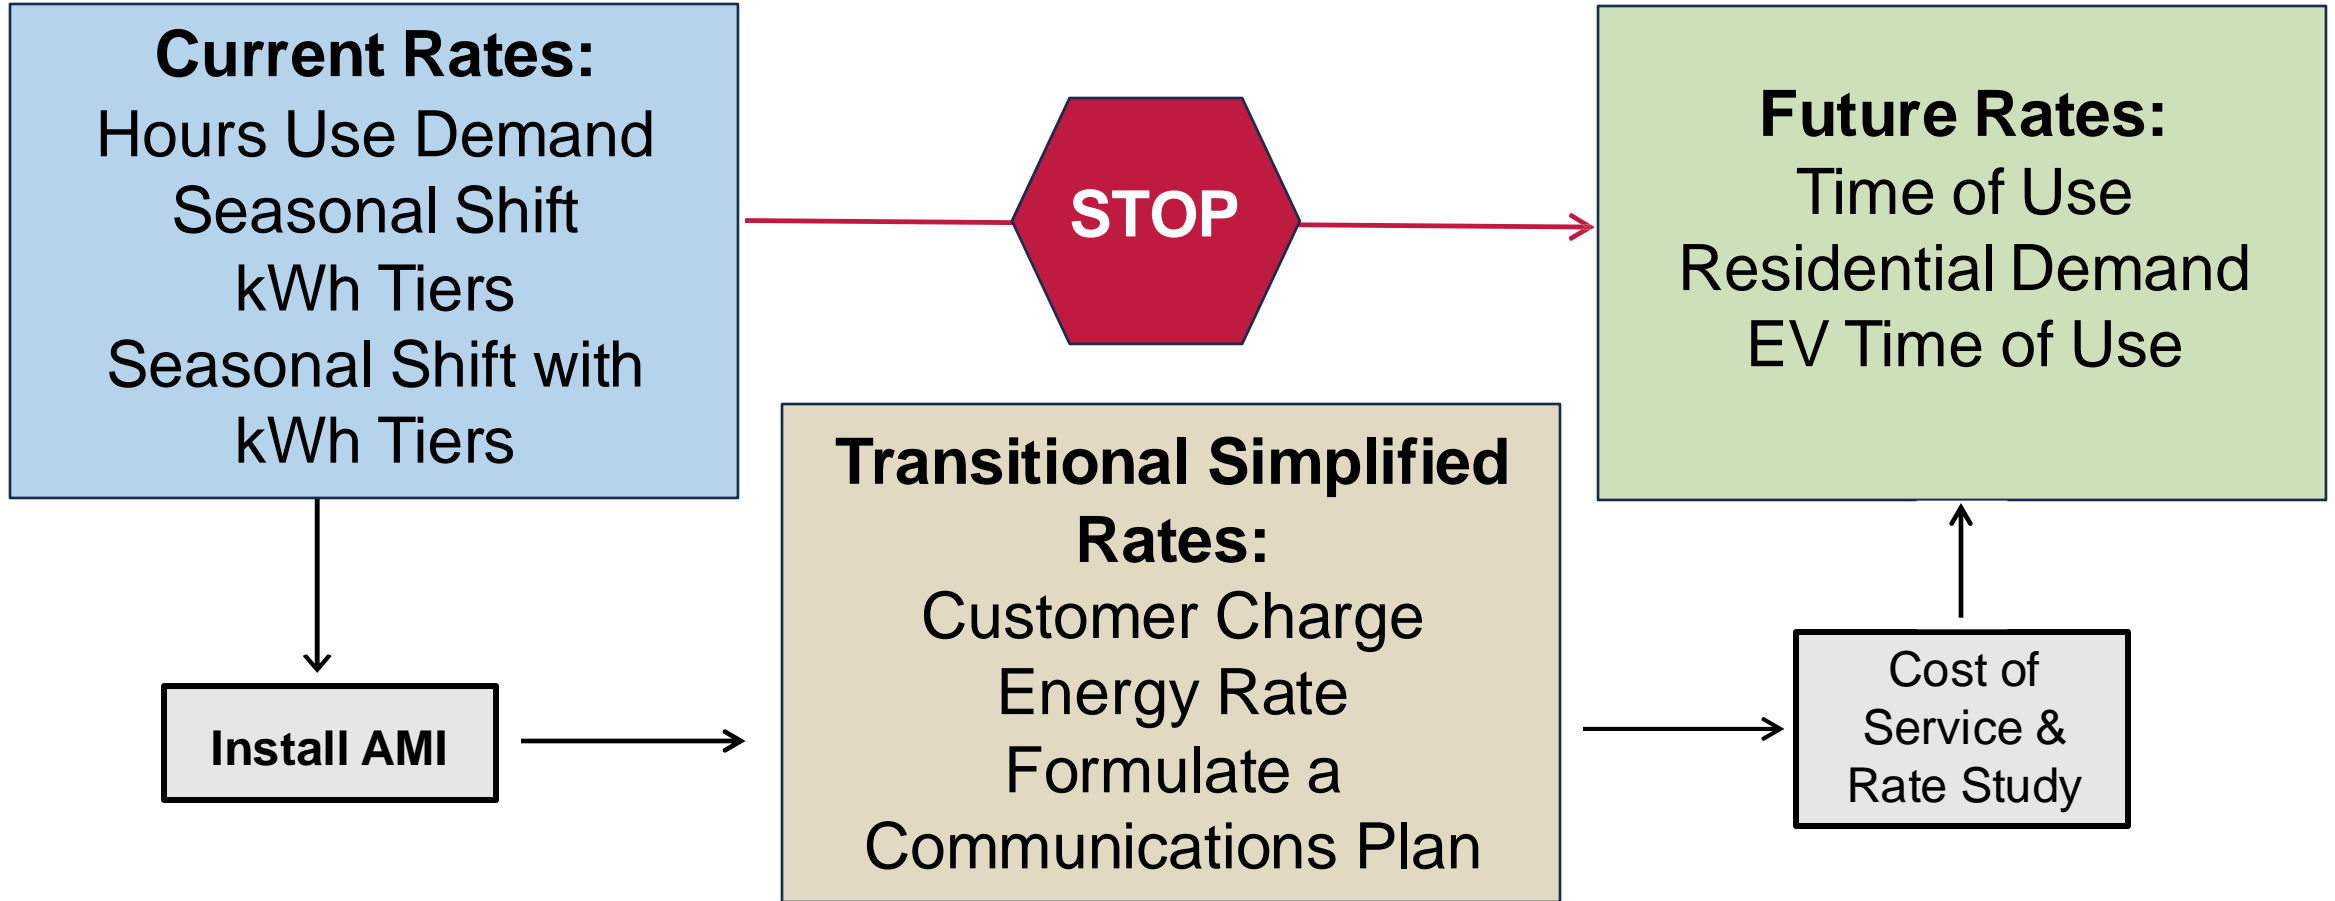 Current Rates:
Hours Use Demand
Seasonal Shift
kWh Tiers
Seasonal Shift with
kWh Tiers
STOP
Future Rates:
Time of Use
Residential Demand
EV Time of Use
Install AMI
Transitional Simplified
Rates:
Customer Charge
Energy Rate
Formulate a
Communications Plan
Cost of
Service &
Rate Study